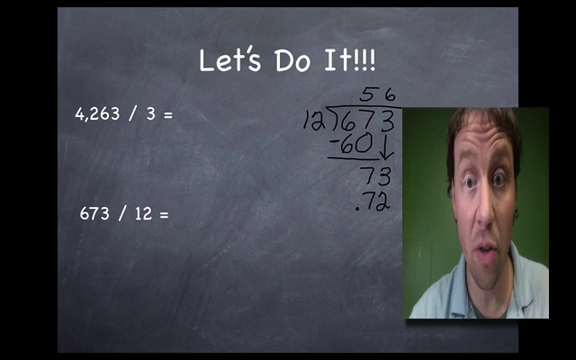 Let's Do It!!!
4,263 / 3 =
673 / 12 =
56
12)673
-60↓
73
.72